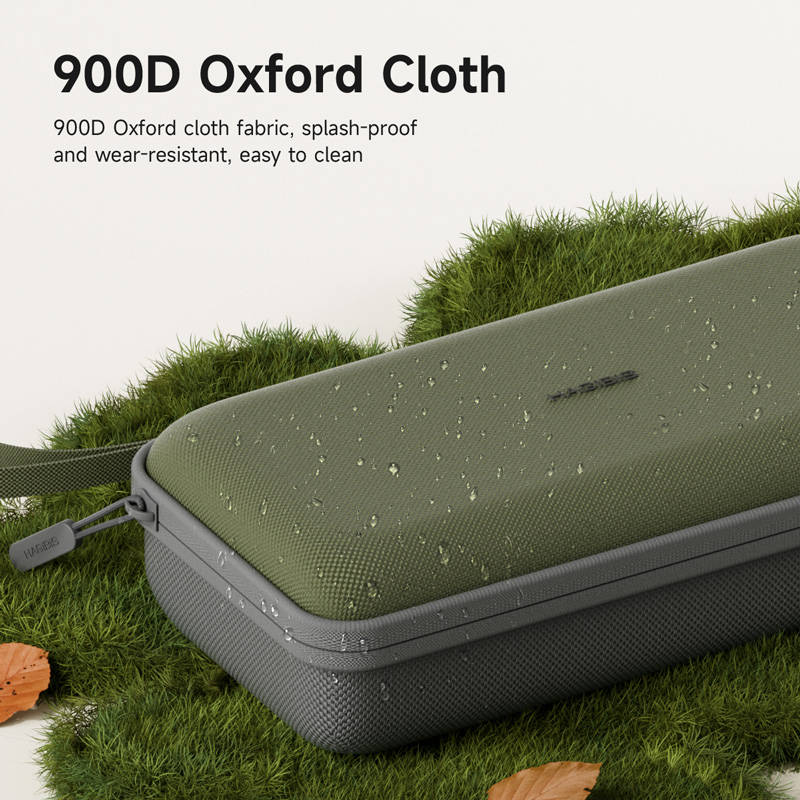 900D Oxford Cloth
900D Oxford cloth fabric, splash-proof
and wear-resistant, easy to clean
HAGIBIS
HAGIBIS